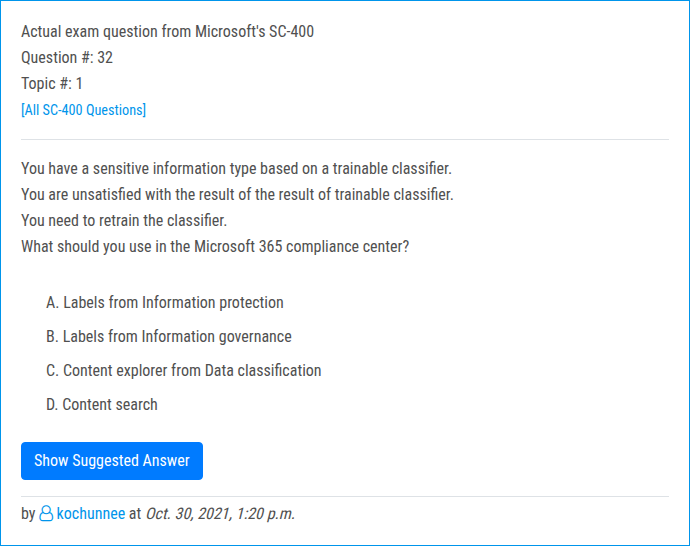 Actual exam question from Microsoft's SC-400
Question #: 32
Topic #: 1
[All SC-400 Questions]
You have a sensitive information type based on a trainable classifier.
You are unsatisfied with the result of the result of trainable classifier.
You need to retrain the classifier.
What should you use in the Microsoft 365 compliance center?
A. Labels from Information protection
B. Labels from Information governance
C. Content explorer from Data classification
D. Content search
Show Suggested Answer
by kochunnee at Oct. 30, 2021, 1:20 p.m.